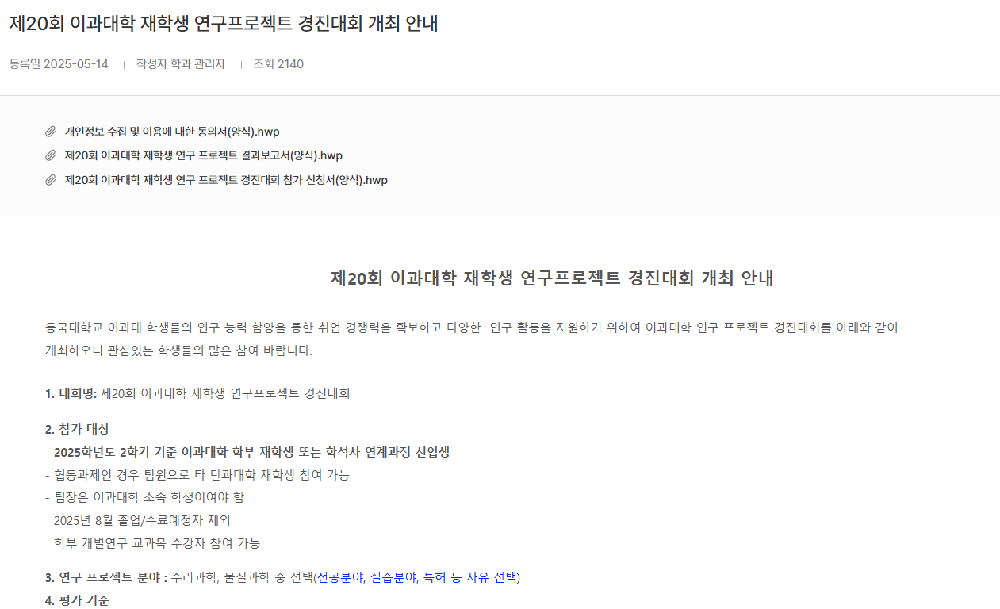 제20회 이과대학 재학생 연구프로젝트 경진대회 개최 안내
등록일 2025-05-14 | 작성자 학과 관리자 | 조회 2140
개인정보 수집 및 이용에 대한 동의서(양식).hwp
제20회 이과대학 재학생 연구 프로젝트 결과보고서(양식).hwp
제20회 이과대학 재학생 연구 프로젝트 경진대회 참가 신청서(양식).hwp
제20회 이과대학 재학생 연구프로젝트 경진대회 개최 안내
동국대학교 이과대 학생들의 연구 능력 함양을 통한 취업 경쟁력을 확보하고 다양한 연구 활동을 지원하기 위하여 이과대학 연구 프로젝트 경진대회를 아래와 같이
개최하오니 관심있는 학생들의 많은 참여 바랍니다.
1. 대회명: 제20회 이과대학 재학생 연구프로젝트 경진대회
2. 참가 대상
2025학년도 2학기 기준 이과대학 학부 재학생 또는 학석사 연계과정 신입생
- 협동과제인 경우 팀원으로 타 단과대학 재학생 참여 가능
- 팀장은 이과대학 소속 학생이여야 함
2025년 8월 졸업/수료예정자 제외
학부 개별연구 교과목 수강자 참여 가능
3. 연구 프로젝트 분야 : 수리과학, 물질과학 중 선택(전공분야, 실습분야, 특허 등 자유 선택)
4. 평가 기준